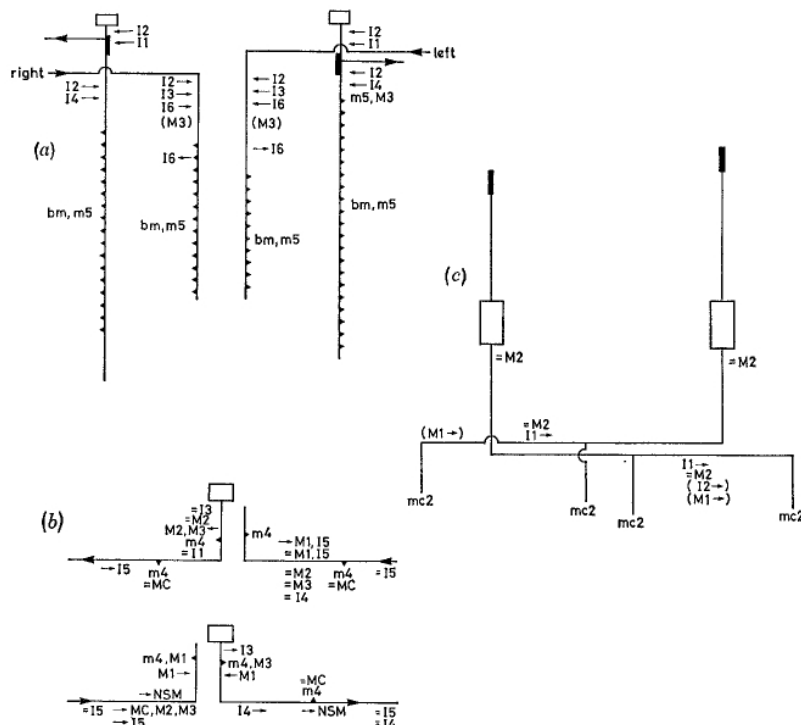 ←I2
←I1
right
I2→
I4→
I2→
I3→
I6→
(M3)
I6←
bm, m5
bm, m5
(a)
←I2
←I1
left
←I2
←I3
←I6
(M3)
→I6
←I2
←I4
m5, M3
bm, m5
bm, m5
(c)
=M2
=M2
(M1→)
=M2
I1→
I1→
=M2
(I2→)
(M1→)
mc2
mc2
mc2
mc2
(b)
=I3
=M2
M2, M3
m4
=I1
m4
→M1, I5
=M1, I5
→I5
m4
=MC
=M2
=M3
=I4
m4
=MC
=I5
m4, M1
M1→
→I3
m4, M3
←M1
=MC
m4
→NSM
=I5
→MC, M2, M3
→I5
I4→
→NSM
=I5
=I4